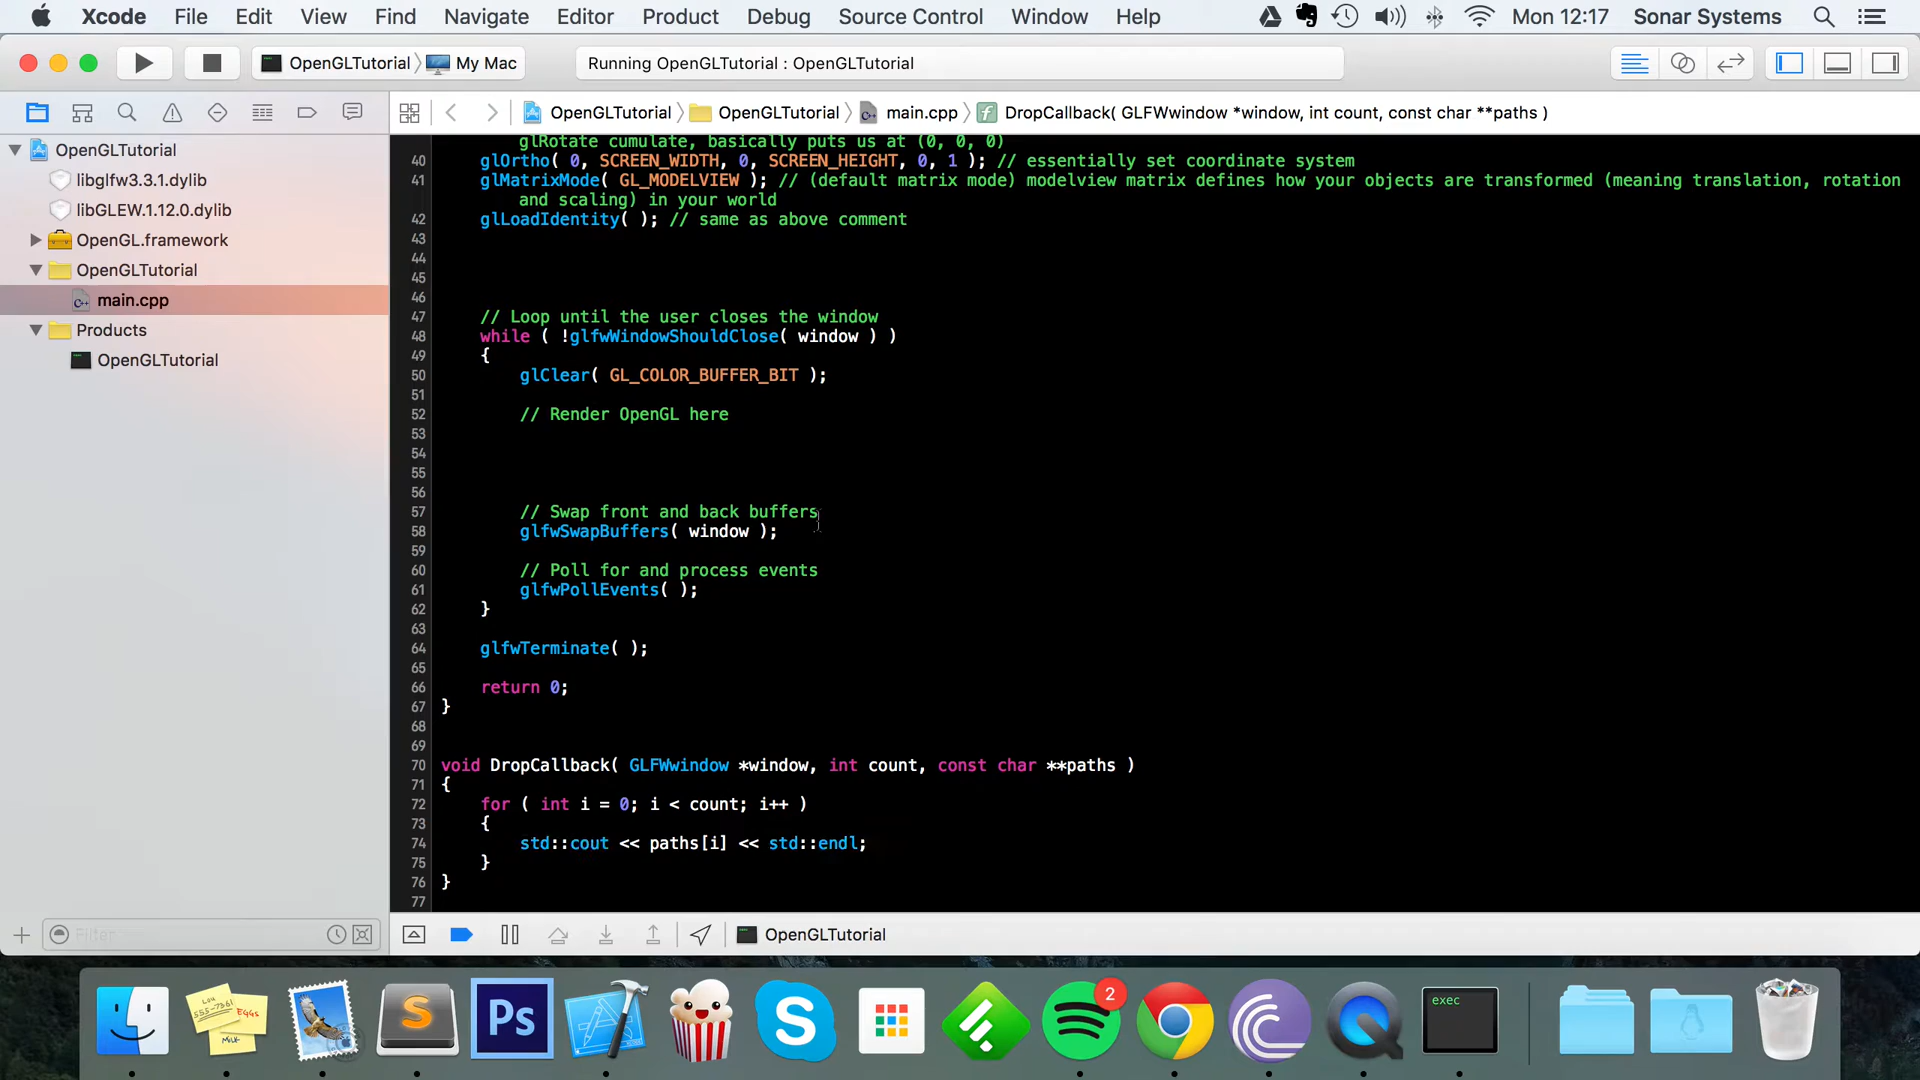 Xcode File Edit View Find Navigate Editor Product Debug Source Control Window Help Mon 12:17 Sonar Systems
OpenGLTutorial My Mac Running OpenGLTutorial : OpenGLTutorial
OpenGLTutorial OpenGLTutorial main.cpp DropCallback( GLFWwindow *window, int count, const char **paths )
OpenGLTutorial
libglfw3.3.1.dylib
libGLEW.1.12.0.dylib
OpenGL.framework
OpenGLTutorial
main.cpp
Products
OpenGLTutorial
Filter
glRotate cumulate, basically puts us at (0, 0, 0)
40 glOrtho( 0, SCREEN_WIDTH, 0, SCREEN_HEIGHT, 0, 1 ); // essentially set coordinate system
41 glMatrixMode( GL_MODELVIEW ); // (default matrix mode) modelview matrix defines how your objects are transformed (meaning translation, rotation
and scaling) in your world
42 glLoadIdentity( ); // same as above comment
43
44
45
46
47 // Loop until the user closes the window
48 while ( !glfwWindowShouldClose( window ) )
49 {
50 glClear( GL_COLOR_BUFFER_BIT );
51
52 // Render OpenGL here
53
54
55
56
57 // Swap front and back buffers
58 glfwSwapBuffers( window );
59
60 // Poll for and process events
61 glfwPollEvents( );
62 }
63
64 glfwTerminate( );
65
66 return 0;
67 }
68
69
70 void DropCallback( GLFWwindow *window, int count, const char **paths )
71 {
72 for ( int i = 0; i < count; i++ )
73 {
74 std::cout << paths[i] << std::endl;
75 }
76 }
77
OpenGLTutorial
LOU
555-7361
EGGS
MILK
S
Ps
S
2
exec